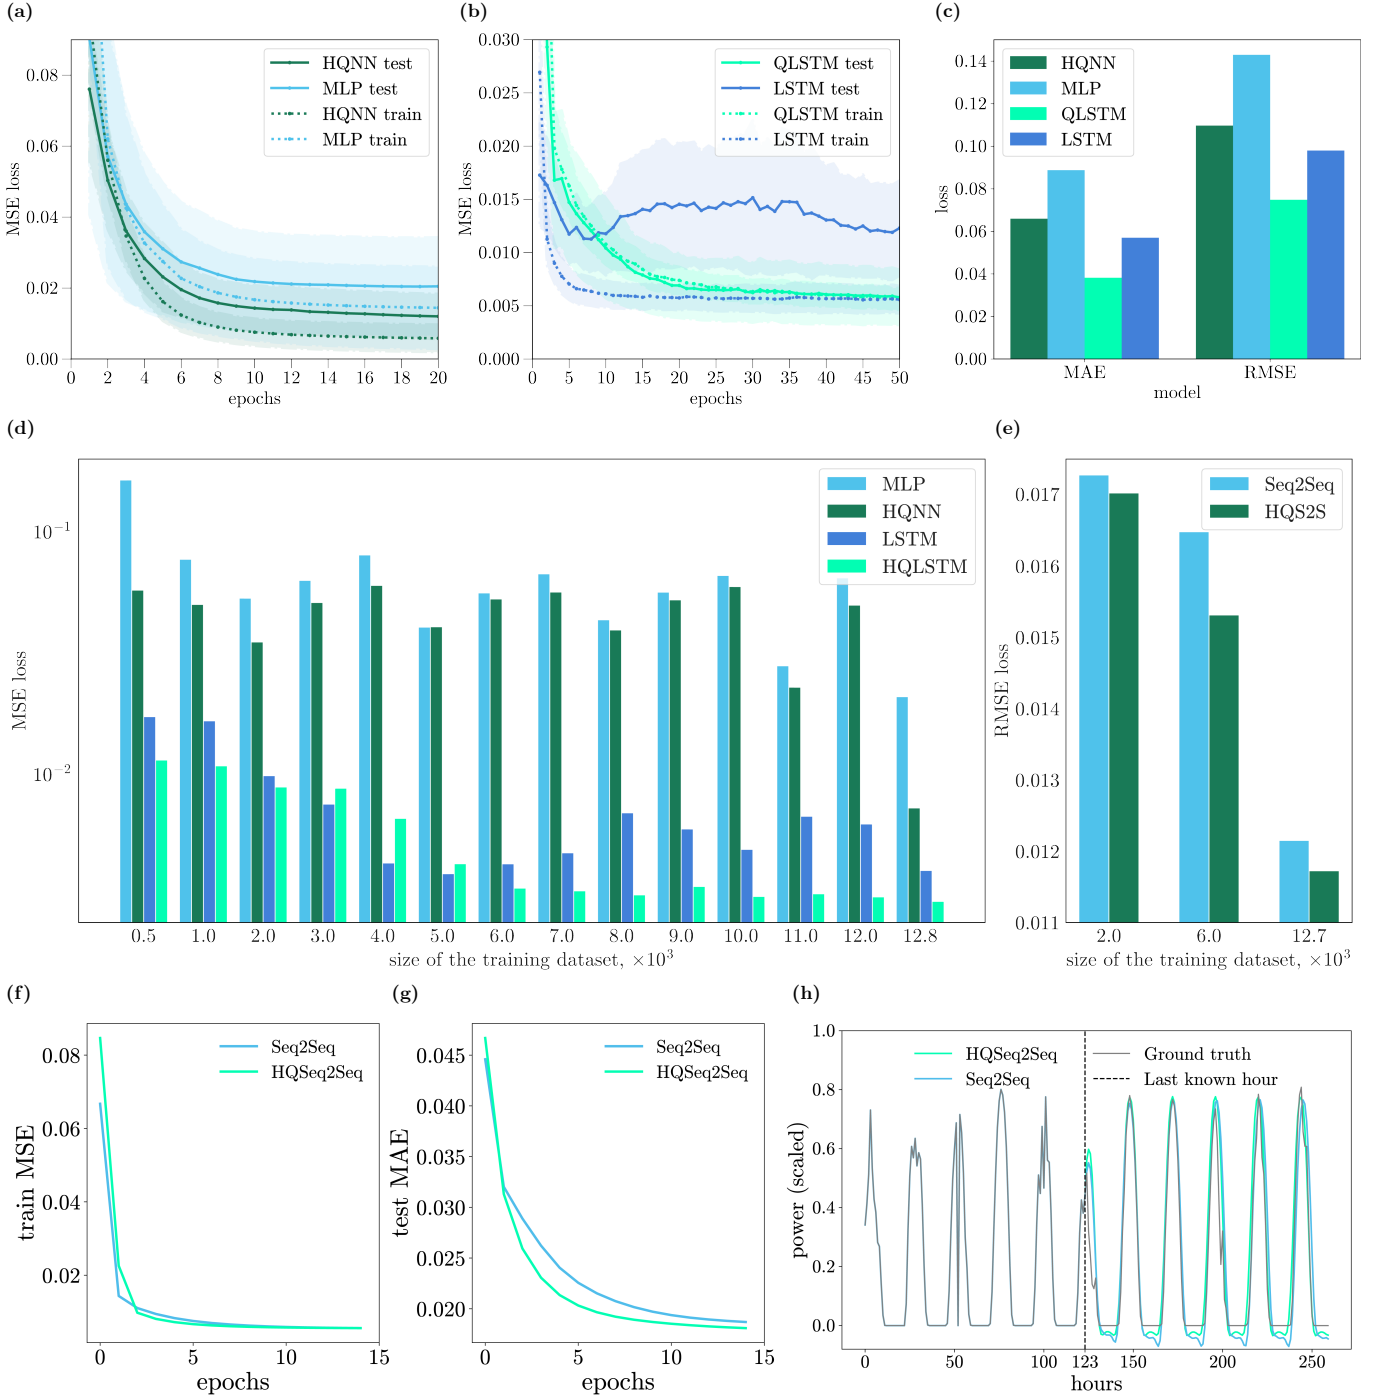 (a)
0.08
0.06
0.04
0.02
0.00
MSE loss
HQNN test
MLP test
HQNN train
MLP train
0 2 4 6 8 10 12 14 16 18 20
epochs
(b)
0.030
0.025
0.020
0.015
0.010
0.005
0.000
MSE loss
QLSTM test
LSTM test
QLSTM train
LSTM train
0 5 10 15 20 25 30 35 40 45 50
epochs
(c)
0.14
0.12
0.10
0.08
0.06
0.04
0.02
0.00
loss
HQNN
MLP
QLSTM
LSTM
MAE RMSE
model
(d)
10⁻¹
10⁻²
MSE loss
MLP
HQNN
LSTM
HQLSTM
0.5 1.0 2.0 3.0 4.0 5.0 6.0 7.0 8.0 9.0 10.0 11.0 12.0 12.8
size of the training dataset, ×10³
(e)
0.017
0.016
0.015
0.014
0.013
0.012
0.011
RMSE loss
Seq2Seq
HQS2S
2.0 6.0 12.7
size of the training dataset, ×10³
(f)
0.08
0.06
0.04
0.02
train MSE
Seq2Seq
HQSeq2Seq
0 5 10 15
epochs
(g)
0.045
0.040
0.035
0.030
0.025
0.020
test MAE
Seq2Seq
HQSeq2Seq
0 5 10 15
epochs
(h)
1.0
0.8
0.6
0.4
0.2
0.0
power (scaled)
HQSeq2Seq
Seq2Seq
Ground truth
Last known hour
0 50 100 123 150 200 250
hours